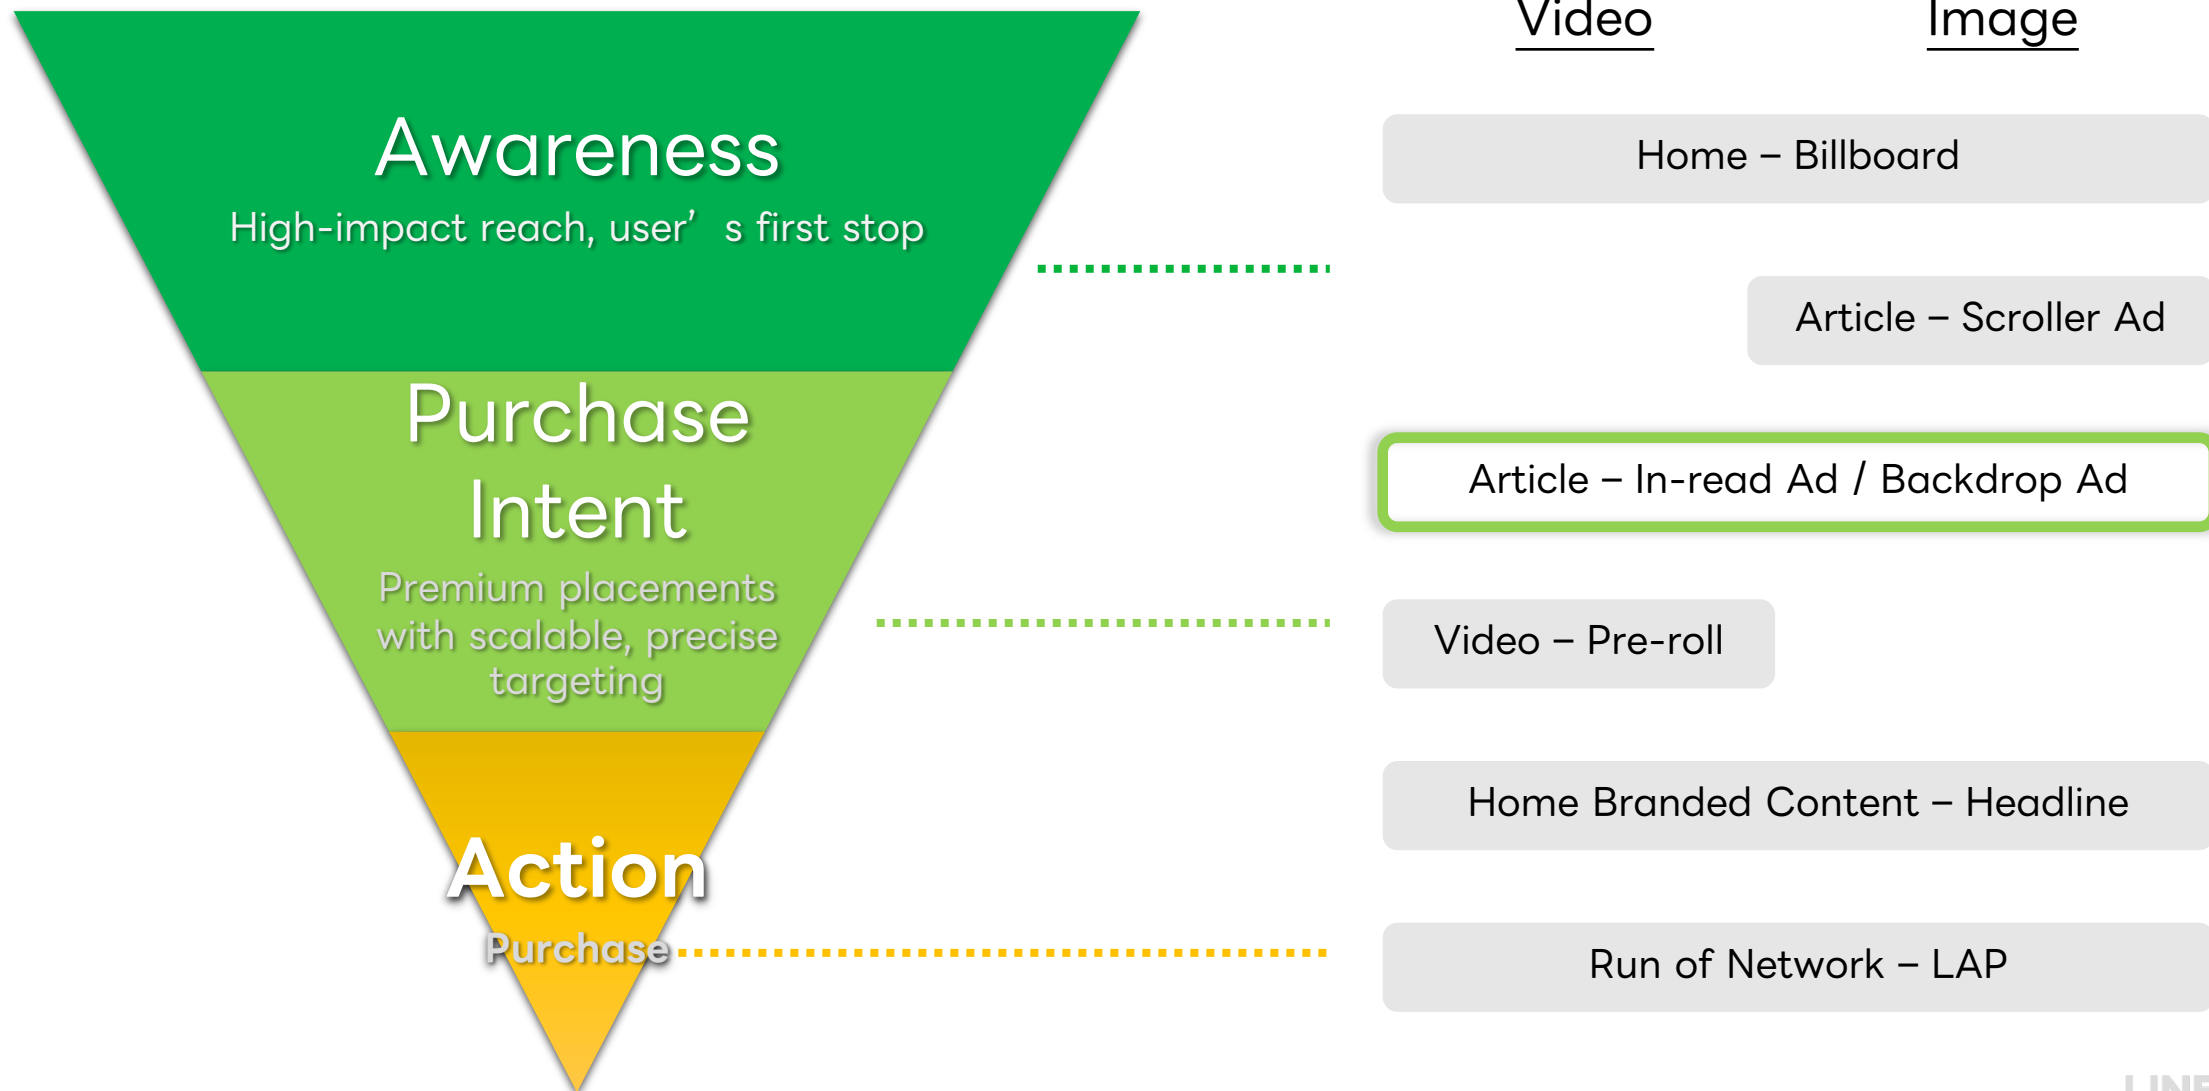 Video Image
Awareness
High-impact reach, user’ s first stop
Home – Billboard
Article – Scroller Ad
Purchase
Intent
Premium placements
with scalable, precise
targeting
Article – In-read Ad / Backdrop Ad
Video – Pre-roll
Home Branded Content – Headline
Action
Purchase
Run of Network – LAP
LINE